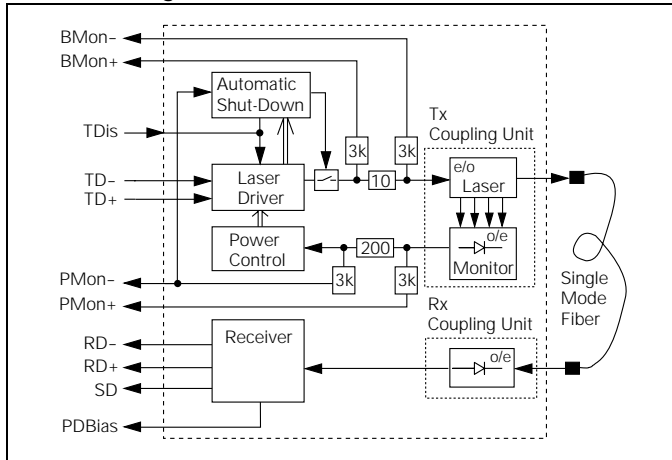 BMon−
BMon+
Automatic
Shut-Down
TDis
Tx
Coupling Unit
3k
3k
e/o
Laser
TD−
TD+
Laser
Driver
10
Power
Control
200
o/e
Monitor
3k
3k
PMon−
PMon+
Single
Mode
Fiber
Rx
Coupling Unit
RD−
RD+
SD
Receiver
o/e
PDBias